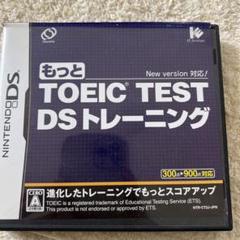 NINTENDO DS
もっと
New version 対応!
TOEIC® TEST
DSトレーニング
300点 900点 対応
CERO
A
進化したトレーニングでもっとスコアアップ
TOEIC is a registered trademark of Educational Testing Service (ETS).
This product is not endorsed or approved by ETS.